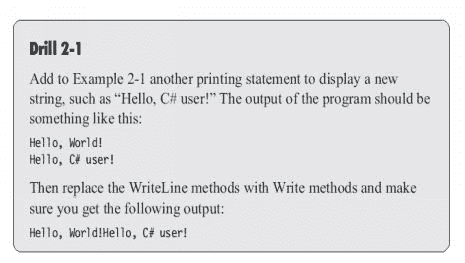 Drill 2-1
Add to Example 2-1 another printing statement to display a new
string, such as “Hello, C# user!” The output of the program should be
something like this:
Hello, World!
Hello, C# user!
Then replace the WriteLine methods with Write methods and make
sure you get the following output:
Hello, World!Hello, C# user!